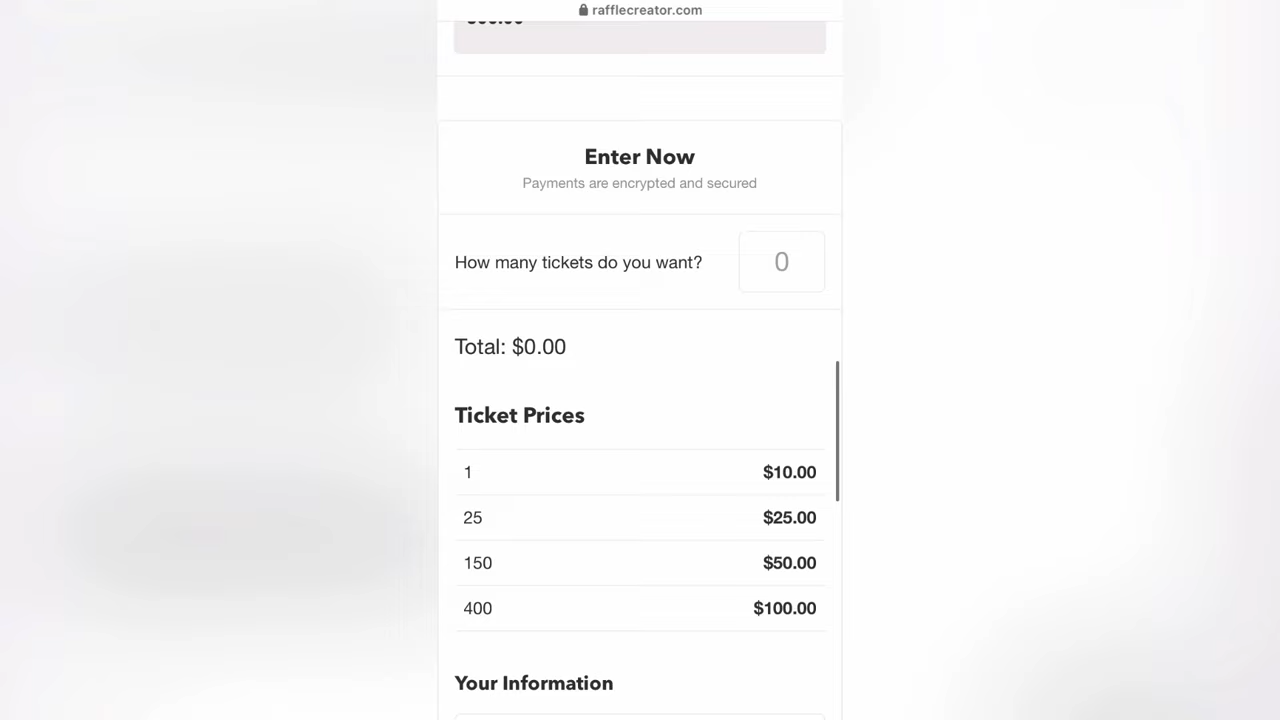 rafflecreator.com
Enter Now
Payments are encrypted and secured
How many tickets do you want?
0
Total: $0.00
Ticket Prices
1 $10.00
25 $25.00
150 $50.00
400 $100.00
Your Information